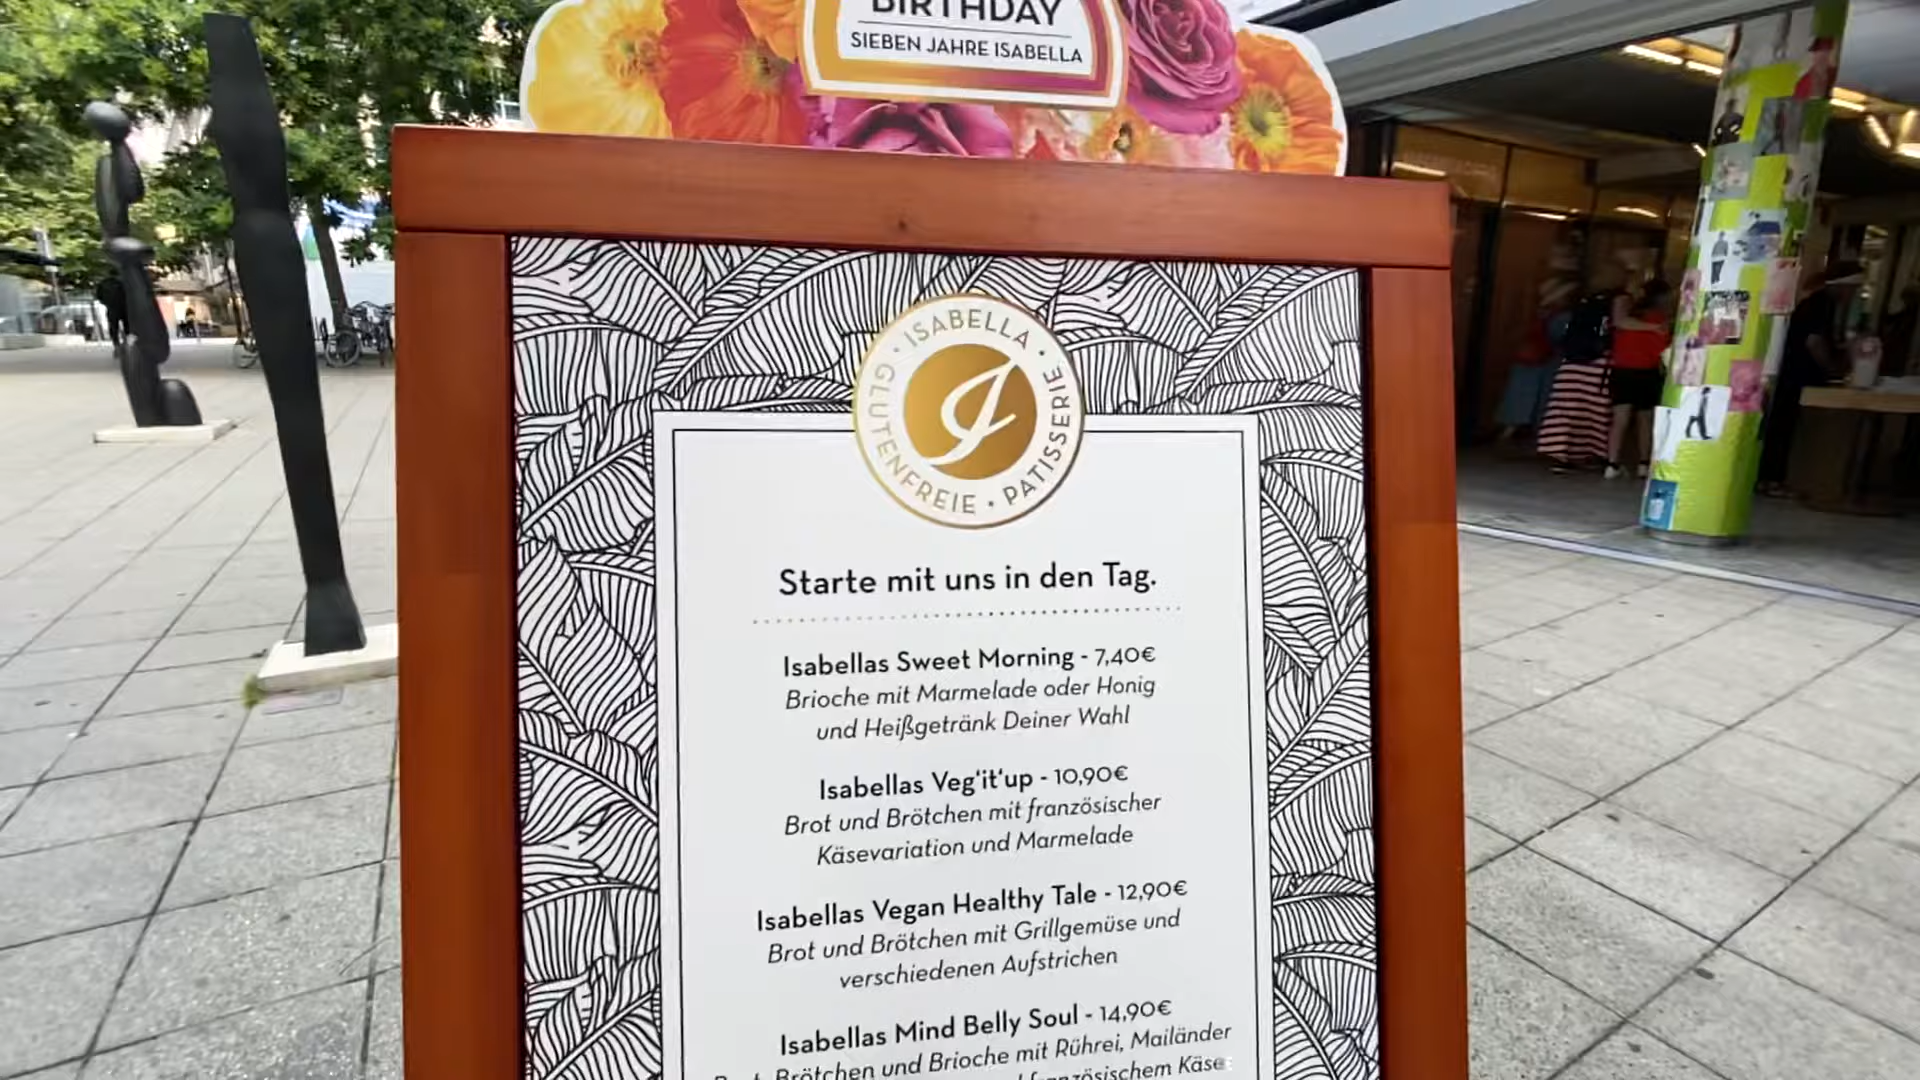 BIRTHDAY
SIEBEN JAHRE ISABELLA
ISABELLA • PATISSERIE • GLUTENFREIE •
Starte mit uns in den Tag.
Isabellas Sweet Morning - 7,40€
Brioche mit Marmelade oder Honig
und Heißgetränk Deiner Wahl
Isabellas Veg‘it‘up - 10,90€
Brot und Brötchen mit französischer
Käsevariation und Marmelade
Isabellas Vegan Healthy Tale - 12,90€
Brot und Brötchen mit Grillgemüse und
verschiedenen Aufstrichen
Isabellas Mind Belly Soul - 14,90€
Brötchen und Brioche mit Rührei, Mailänder
französischem Käse